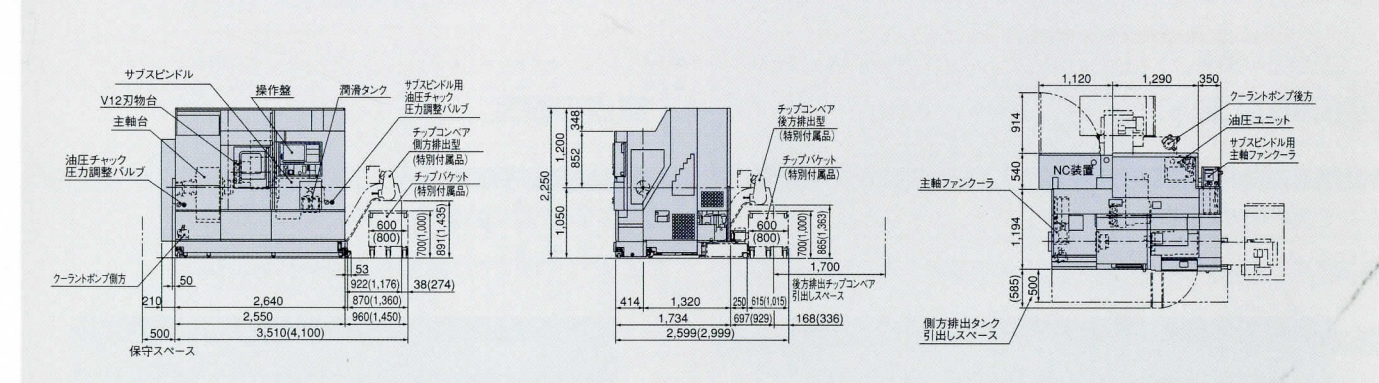 サブスピンドル
V12刃物台
主軸台
油圧チャック
圧力調整バルブ
操作盤
潤滑タンク
サブスピンドル用
油圧チャック
圧力調整バルブ
チップコンベア
側方排出型
(特別付属品)
チップバケット
(特別付属品)
600
(800)
700(1,000)
891(1,435)
クーラントポンプ側方
50
53
922(1,176)
38(274)
210
2,640
870(1,360)
2,550
960(1,450)
500
3,510(4,100)
保守スペース
348
1,200
852
2,250
1,050
チップコンベア
後方排出型
(特別付属品)
チップバケット
(特別付属品)
600
(800)
700(1,000)
865(1,363)
1,700
後方排出チップコンベア
引出しスペース
414
1,320
250
615(1,015)
1,734
697(929)
168(336)
2,599(2,999)
1,120
1,290
350
914
540
1,194
(585)
500
クーラントポンプ後方
油圧ユニット
サブスピンドル用
主軸ファンクーラ
NC装置
主軸ファンクーラ
側方排出タンク
引出しスペース